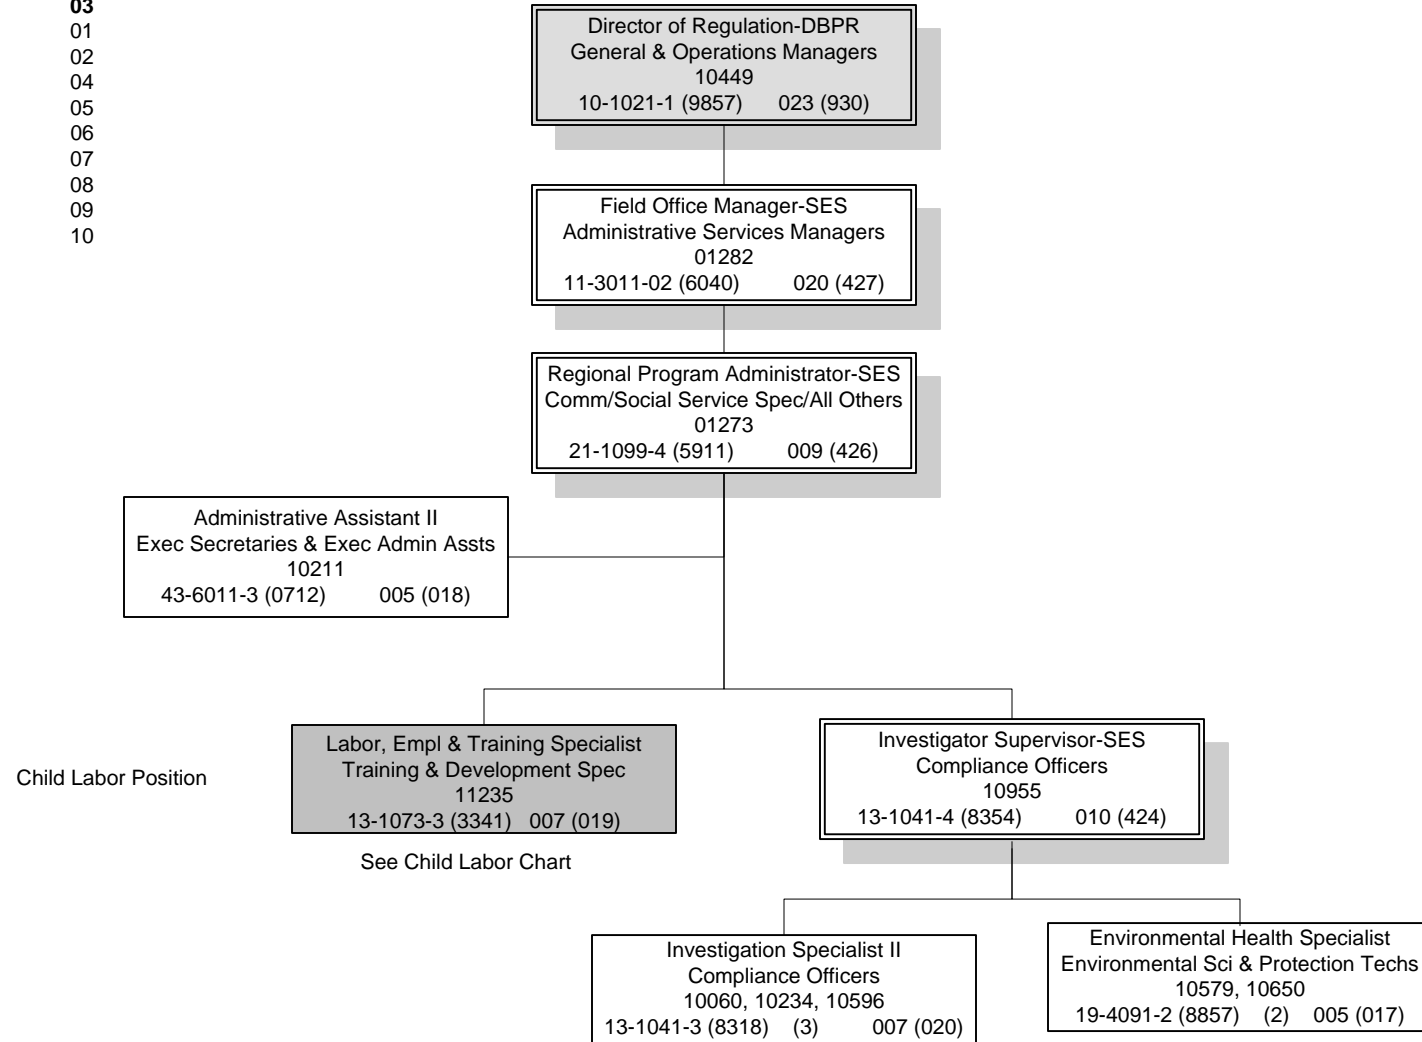 03
01
02
04
05
06
07
08
09
10
Director of Regulation-DBPR
General & Operations Managers
10449
10-1021-1 (9857) 023 (930)
Field Office Manager-SES
Administrative Services Managers
01282
11-3011-02 (6040) 020 (427)
Regional Program Administrator-SES
Comm/Social Service Spec/All Others
01273
21-1099-4 (5911) 009 (426)
Administrative Assistant II
Exec Secretaries & Exec Admin Assts
10211
43-6011-3 (0712) 005 (018)
Child Labor Position
Labor, Empl & Training Specialist
Training & Development Spec
11235
13-1073-3 (3341) 007 (019)
See Child Labor Chart
Investigator Supervisor-SES
Compliance Officers
10955
13-1041-4 (8354) 010 (424)
Investigation Specialist II
Compliance Officers
10060, 10234, 10596
13-1041-3 (8318) (3) 007 (020)
Environmental Health Specialist
Environmental Sci & Protection Techs
10579, 10650
19-4091-2 (8857) (2) 005 (017)